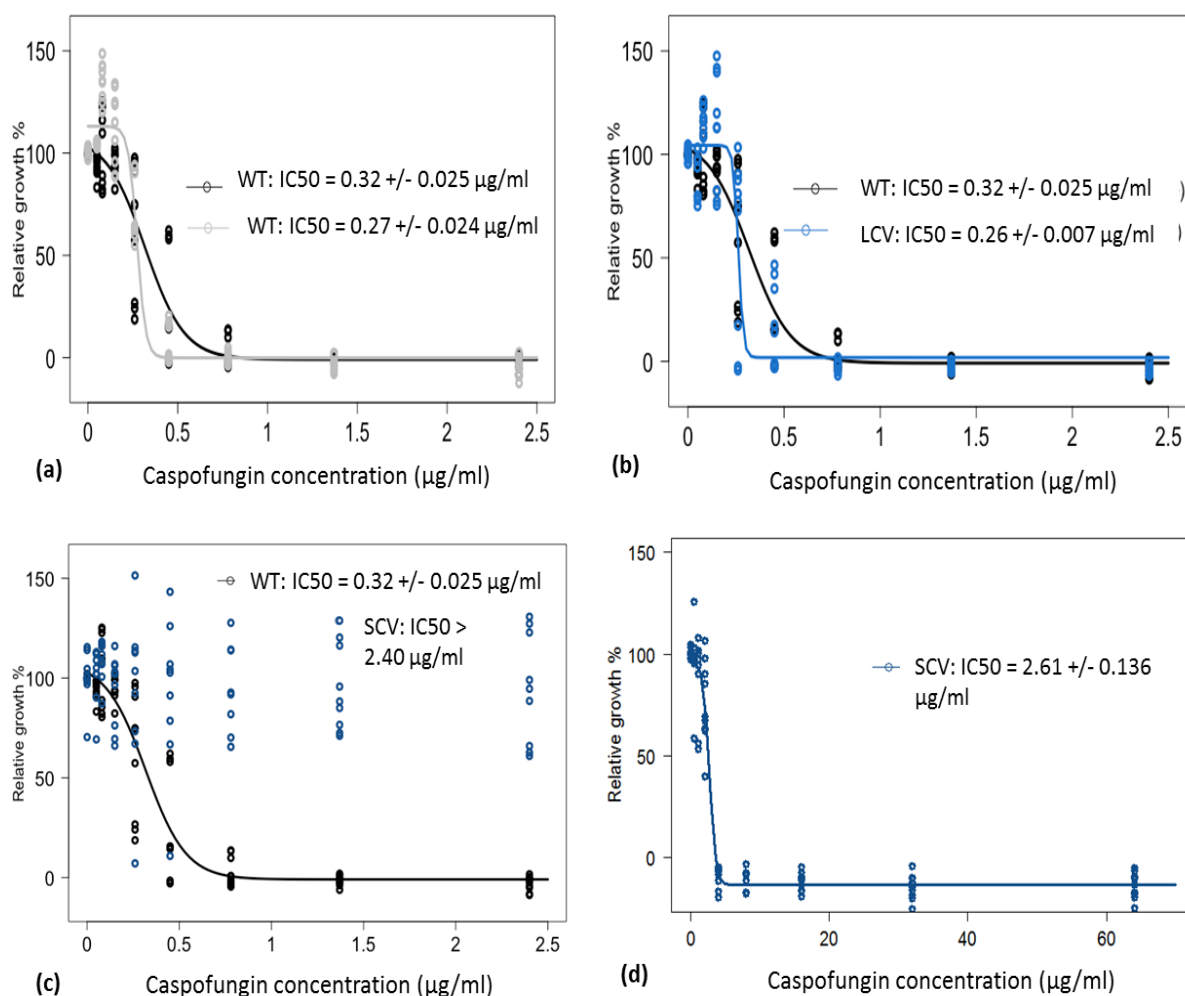 150
100
50
0
Relative growth %
WT: IC50 = 0.32 +/- 0.025 µg/ml
WT: IC50 = 0.27 +/- 0.024 µg/ml
0 0.5 1 1.5 2 2.5
(a)
Caspofungin concentration (µg/ml)
150
100
50
0
Relative growth %
WT: IC50 = 0.32 +/- 0.025 µg/ml )
LCV: IC50 = 0.26 +/- 0.007 µg/ml )
0 0.5 1 1.5 2 2.5
(b)
Caspofungin concentration (µg/ml)
150
100
50
0
Relative growth %
WT: IC50 = 0.32 +/- 0.025 µg/ml
SCV: IC50 >
2.40 µg/ml
0 0.5 1 1.5 2 2.5
(c)
Caspofungin concentration (µg/ml)
150
100
50
0
Relative growth %
SCV: IC50 = 2.61 +/- 0.136
µg/ml
0 20 40 60
(d)
Caspofungin concentration (µg/ml)